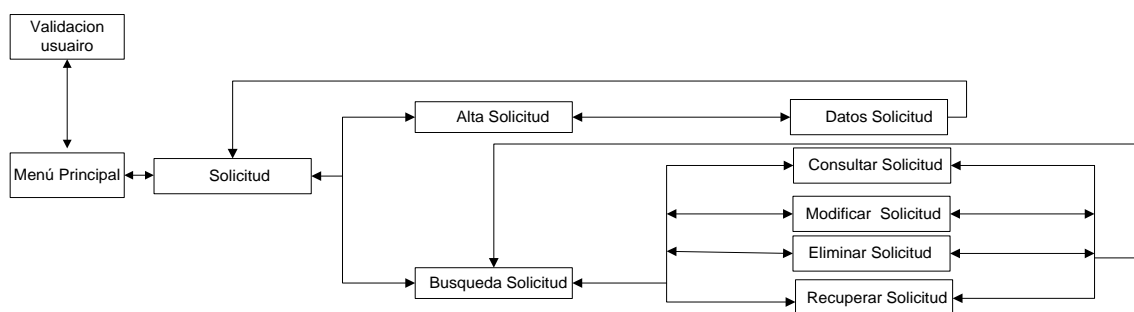 Validacion
usuairo
Alta Solicitud
Datos Solicitud
Menú Principal
Solicitud
Consultar Solicitud
Modificar Solicitud
Eliminar Solicitud
Busqueda Solicitud
Recuperar Solicitud